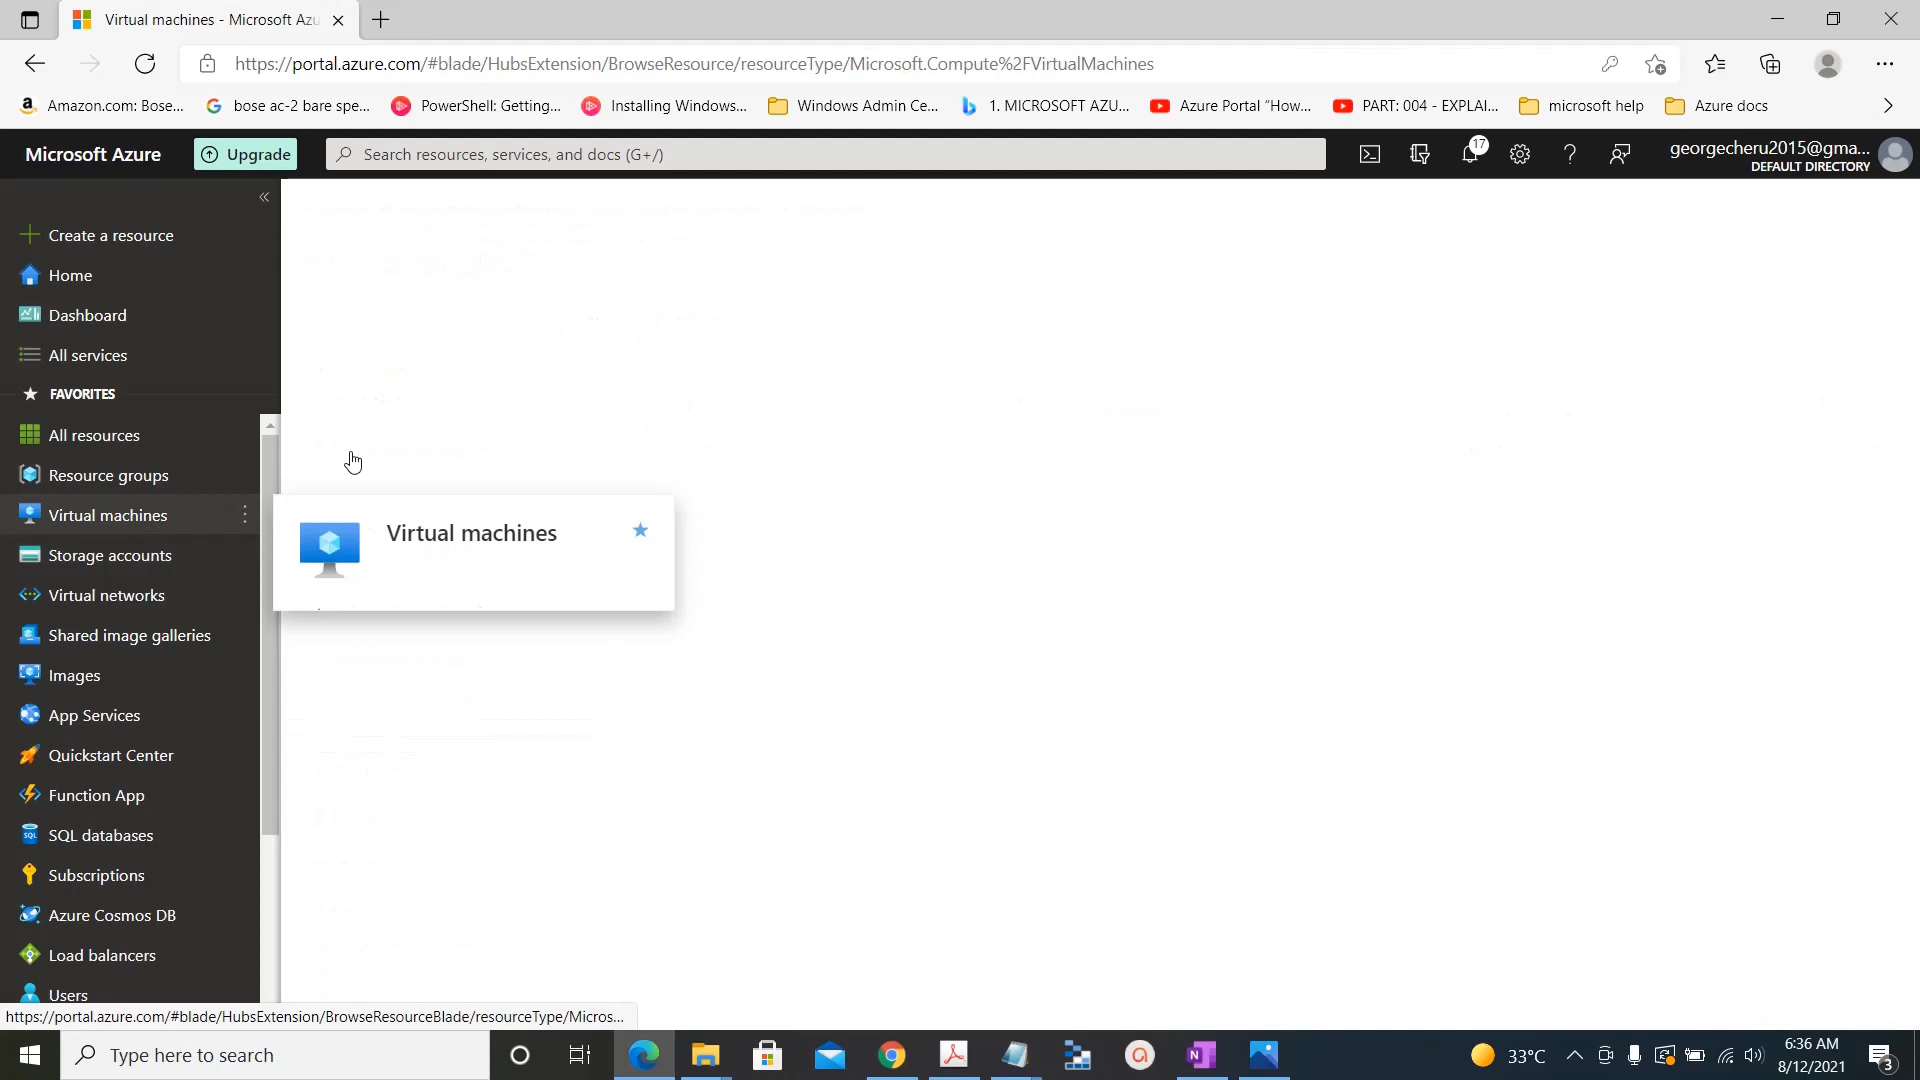 Virtual machines - Microsoft Azu
https://portal.azure.com/#blade/HubsExtension/BrowseResource/resourceType/Microsoft.Compute%2FVirtualMachines
Amazon.com: Bose...
bose ac-2 bare spe...
PowerShell: Getting...
Installing Windows...
Windows Admin Ce...
1. MICROSOFT AZU...
Azure Portal "How...
PART: 004 - EXPLAI...
microsoft help
Azure docs
Microsoft Azure
Upgrade
Search resources, services, and docs (G+/)
17
georgecheru2015@gma...
DEFAULT DIRECTORY
Create a resource
Home
Dashboard
All services
FAVORITES
All resources
Resource groups
Virtual machines
Virtual machines
Storage accounts
Virtual networks
Shared image galleries
Images
App Services
Quickstart Center
Function App
SQL
SQL databases
Subscriptions
Azure Cosmos DB
Load balancers
Users
https://portal.azure.com/#blade/HubsExtension/BrowseResourceBlade/resourceType/Micros...
Type here to search
33°C
6:36 AM
8/12/2021
3